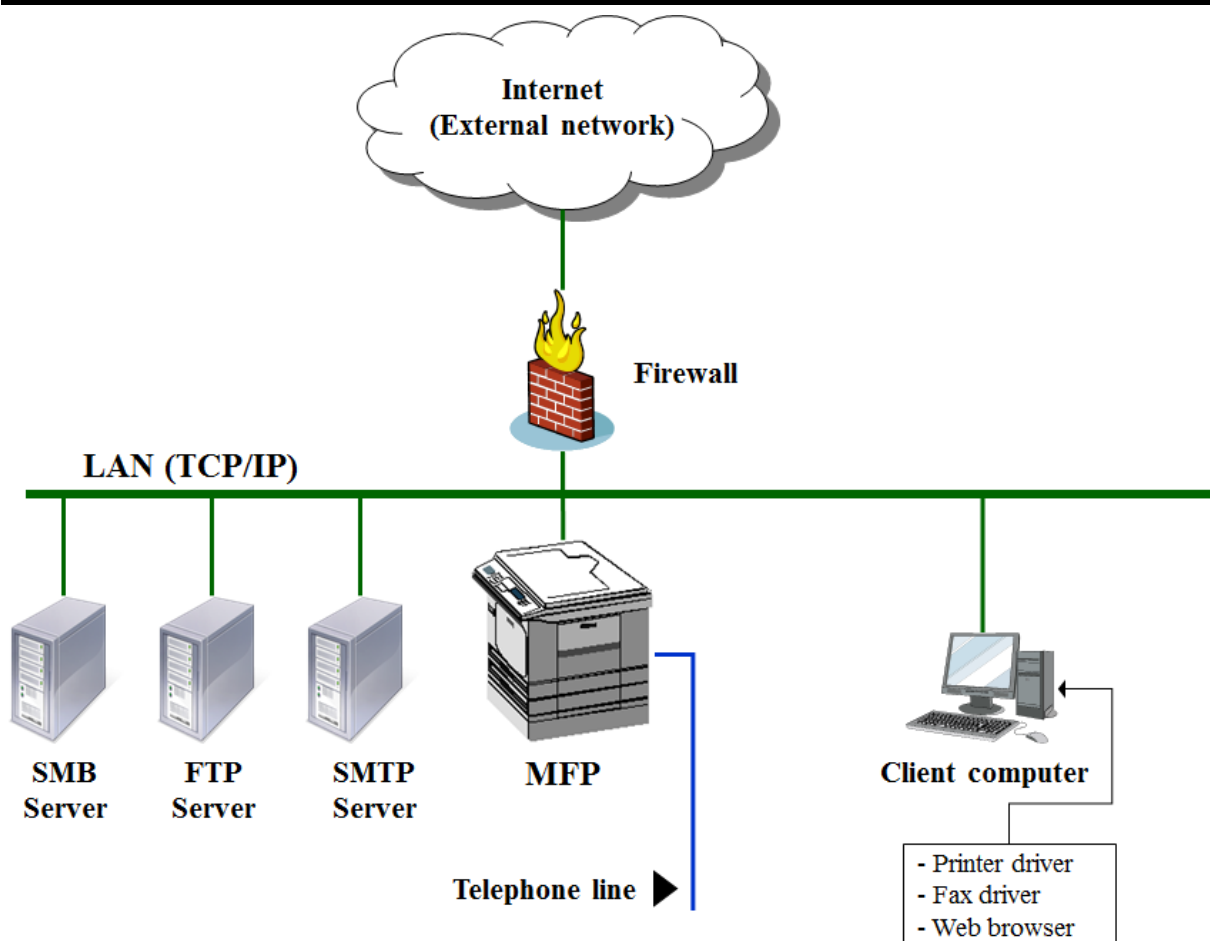 Internet
(External network)
Firewall
LAN (TCP/IP)
SMB
Server
FTP
Server
SMTP
Server
MFP
Client computer
Telephone line
- Printer driver
- Fax driver
- Web browser